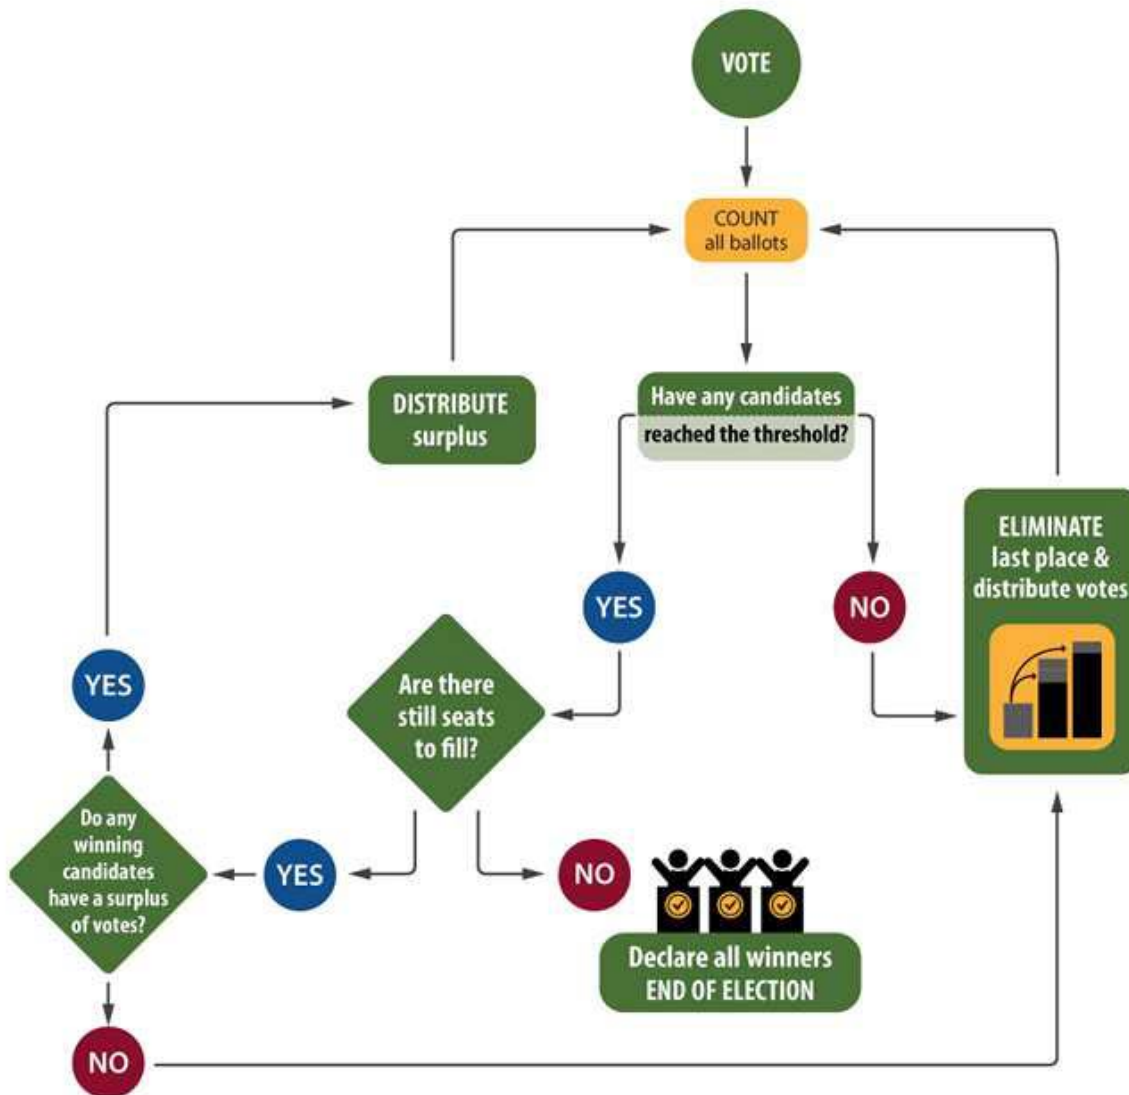 VOTE
COUNT
all ballots
DISTRIBUTE
surplus
Have any candidates
reached the threshold?
ELIMINATE
last place &
distribute votes
YES
NO
Are there
still seats
to fill?
YES
Do any
winning
candidates
have a surplus
of votes?
YES
NO
Declare all winners
END OF ELECTION
NO